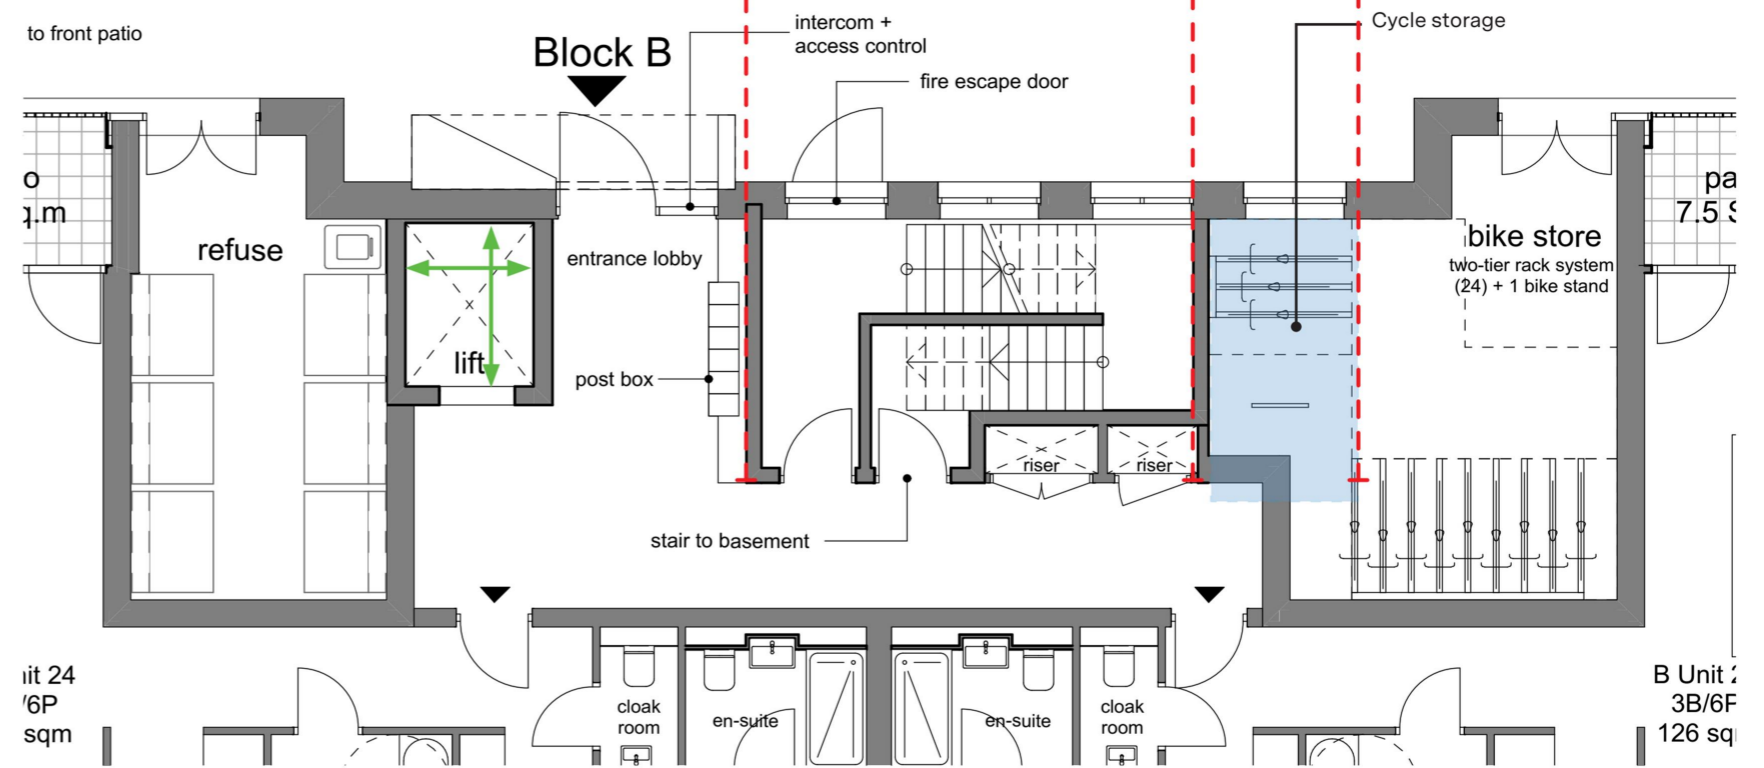 to front patio
Block B
intercom +
access control
fire escape door
Cycle storage
o
q.m
refuse
entrance lobby
lift
post box
bike store
two-tier rack system
(24) + 1 bike stand
pa
7.5
riser
riser
stair to basement
cloak
room
en-suite
en-suite
cloak
room
it 24
/6P
sqm
B Unit 2
3B/6P
126 sq